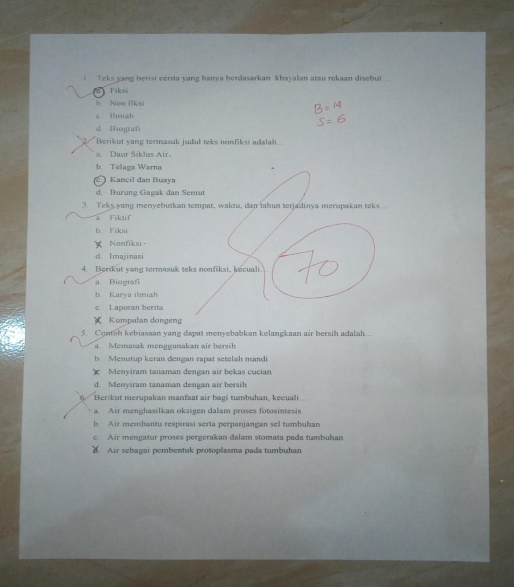 1. Teks yang berisi cerita yang hanya berdasarkan khayalan atau rekaan disebut ...
a. Fiksi
b. Non fiksi
c. Ilmiah
d. Biografi
B = 14
S = 6
2. Berikut yang termasuk judul teks nonfiksi adalah ...
a. Daur Siklus Air.
b. Telaga Warna
c. Kancil dan Buaya
d. Burung Gagak dan Semut
3. Teks yang menyebutkan tempat, waktu, dan tahun terjadinya merupakan teks ...
a. Fiktif
b. Fiksi
c. Nonfiksi
d. Imajinasi
4. Berikut yang termasuk teks nonfiksi, kecuali ...
a. Biografi
b. Karya ilmiah
c. Laporan berita
d. Kumpulan dongeng
70
5. Contoh kebiasaan yang dapat menyebabkan kelangkaan air bersih adalah ...
a. Memasak menggunakan air bersih
b. Menutup keran dengan rapat setelah mandi
c. Menyiram tanaman dengan air bekas cucian
d. Menyiram tanaman dengan air bersih
6. Berikut merupakan manfaat air bagi tumbuhan, kecuali ...
a. Air menghasilkan oksigen dalam proses fotosintesis
b. Air membantu respirasi serta perpanjangan sel tumbuhan
c. Air mengatur proses pergerakan dalam stomata pada tumbuhan
d. Air sebagai pembentuk protoplasma pada tumbuhan